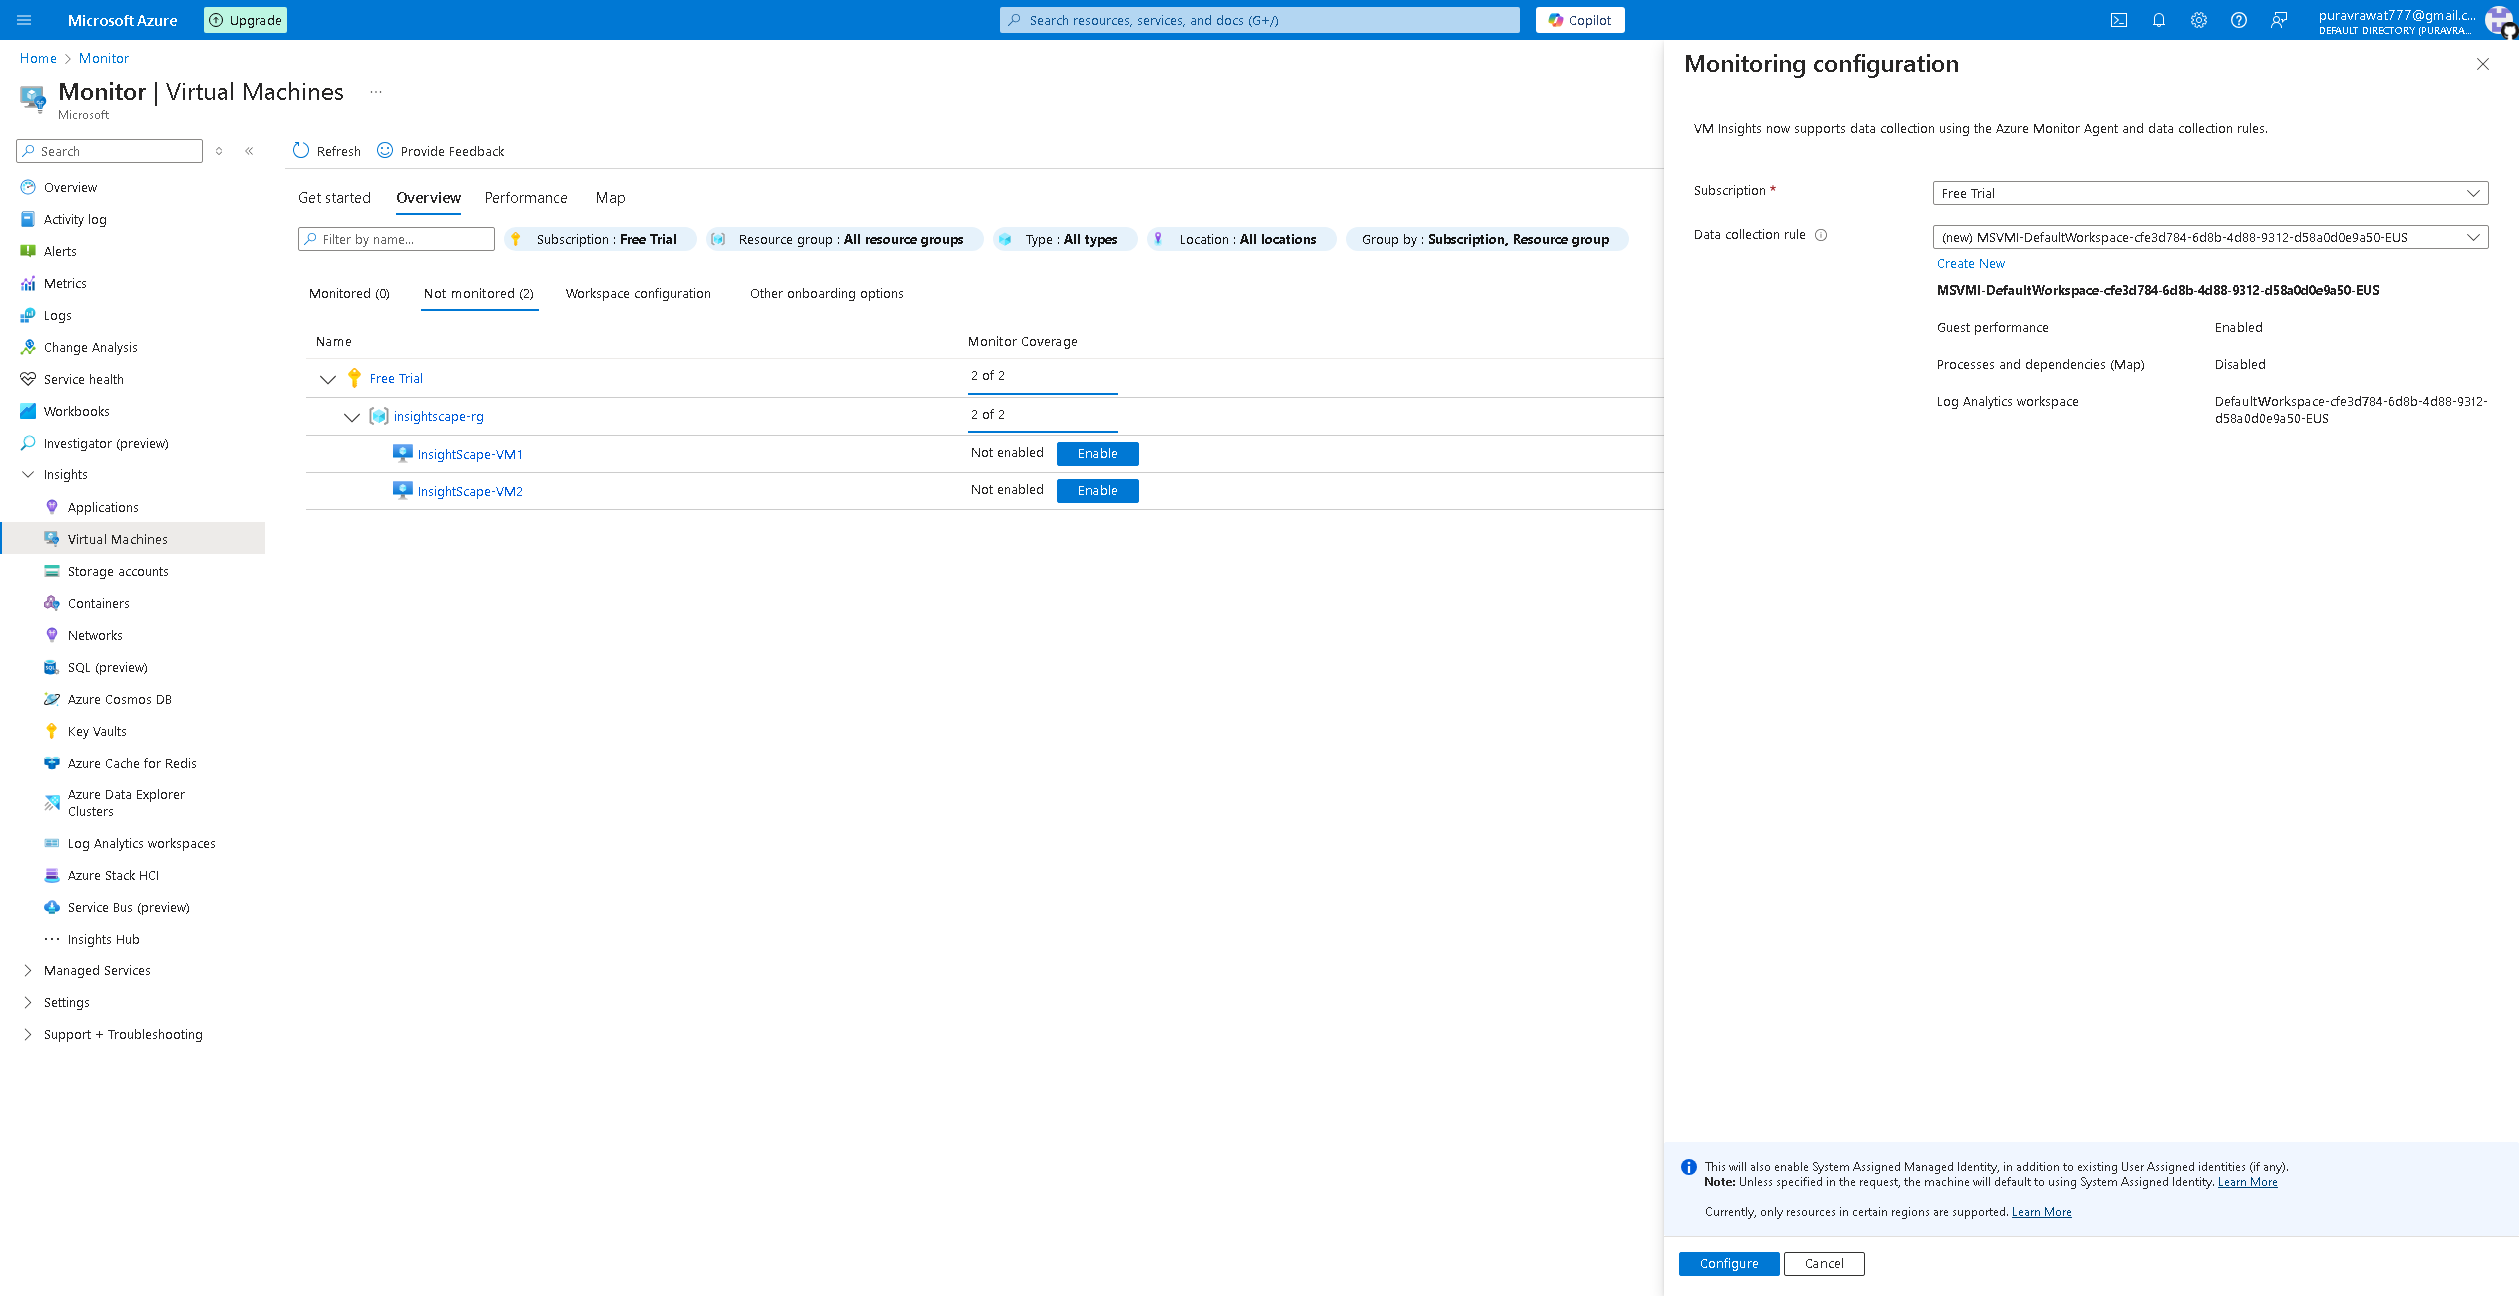 Microsoft Azure
Upgrade
Search resources, services, and docs (G+/)
Copilot
puravrawat777@gmail.c...
DEFAULT DIRECTORY (PURAVRA...
Home > Monitor
Monitor | Virtual Machines ...
Microsoft
Search
Overview
Activity log
Alerts
Metrics
Logs
Change Analysis
Service health
Workbooks
Investigator (preview)
Insights
Applications
Virtual Machines
Storage accounts
Containers
Networks
SQL (preview)
Azure Cosmos DB
Key Vaults
Azure Cache for Redis
Azure Data Explorer
Clusters
Log Analytics workspaces
Azure Stack HCI
Service Bus (preview)
Insights Hub
Managed Services
Settings
Support + Troubleshooting
Refresh Provide Feedback
Get started Overview Performance Map
Filter by name... Subscription : Free Trial Resource group : All resource groups Type : All types Location : All locations Group by : Subscription, Resource group
Monitored (0) Not monitored (2) Workspace configuration Other onboarding options
Name Monitor Coverage
Free Trial 2 of 2
insightscape-rg 2 of 2
InsightScape-VM1 Not enabled Enable
InsightScape-VM2 Not enabled Enable
Monitoring configuration
VM Insights now supports data collection using the Azure Monitor Agent and data collection rules.
Subscription * Free Trial
Data collection rule (new) MSVMI-DefaultWorkspace-cfe3d784-6d8b-4d88-9312-d58a0d0e9a50-EUS
Create New
MSVMI-DefaultWorkspace-cfe3d784-6d8b-4d88-9312-d58a0d0e9a50-EUS
Guest performance Enabled
Processes and dependencies (Map) Disabled
Log Analytics workspace DefaultWorkspace-cfe3d784-6d8b-4d88-9312-
d58a0d0e9a50-EUS
This will also enable System Assigned Managed Identity, in addition to existing User Assigned identities (if any).
Note: Unless specified in the request, the machine will default to using System Assigned Identity. Learn More
Currently, only resources in certain regions are supported. Learn More
Configure Cancel